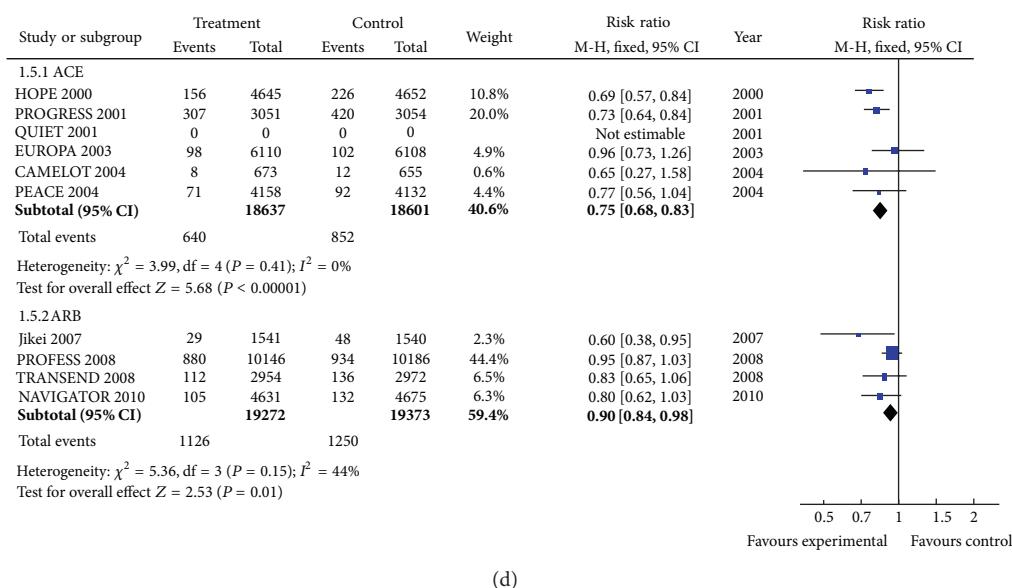 Study or subgroup Treatment Control Weight Risk ratio Year Risk ratio
Events Total Events Total M-H, fixed, 95% CI M-H, fixed, 95% CI
1.5.1 ACE
HOPE 2000 156 4645 226 4652 10.8% 0.69 [0.57, 0.84] 2000
PROGRESS 2001 307 3051 420 3054 20.0% 0.73 [0.64, 0.84] 2001
QUIET 2001 0 0 0 0 Not estimable 2001
EUROPA 2003 98 6110 102 6108 4.9% 0.96 [0.73, 1.26] 2003
CAMELOT 2004 8 673 12 655 0.6% 0.65 [0.27, 1.58] 2004
PEACE 2004 71 4158 92 4132 4.4% 0.77 [0.56, 1.04] 2004
Subtotal (95% CI) 18637 18601 40.6% 0.75 [0.68, 0.83]
Total events 640 852
Heterogeneity: χ² = 3.99, df = 4 (P = 0.41); I² = 0%
Test for overall effect Z = 5.68 (P < 0.00001)
1.5.2 ARB
Jikei 2007 29 1541 48 1540 2.3% 0.60 [0.38, 0.95] 2007
PROFESS 2008 880 10146 934 10186 44.4% 0.95 [0.87, 1.03] 2008
TRANSEND 2008 112 2954 136 2972 6.5% 0.83 [0.65, 1.06] 2008
NAVIGATOR 2010 105 4631 132 4675 6.3% 0.80 [0.62, 1.03] 2010
Subtotal (95% CI) 19272 19373 59.4% 0.90 [0.84, 0.98]
Total events 1126 1250
Heterogeneity: χ² = 5.36, df = 3 (P = 0.15); I² = 44%
Test for overall effect Z = 2.53 (P = 0.01)
0.5 0.7 1 1.5 2
Favours experimental Favours control
(d)